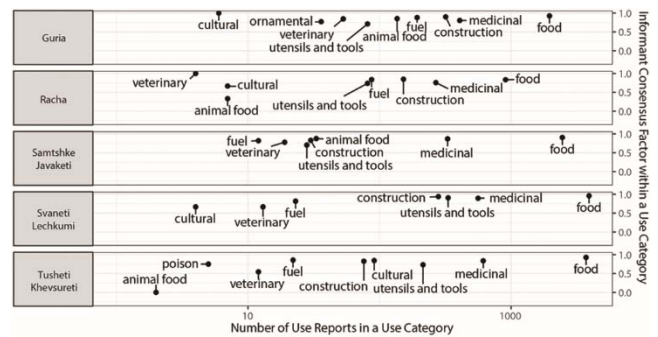 Guria
cultural
ornamental
veterinary
utensils and tools
animal food
fuel
construction
medicinal
food
1.0
0.5
0.0
Racha
veterinary
cultural
animal food
utensils and tools
fuel
construction
medicinal
food
1.0
0.5
0.0
Samtshke
Javaketi
fuel
veterinary
animal food
construction
utensils and tools
medicinal
food
1.0
0.5
0.0
Svaneti
Lechkumi
cultural
veterinary
fuel
construction
utensils and tools
medicinal
food
1.0
0.5
0.0
Tusheti
Khevsureti
poison
animal food
veterinary
fuel
construction
cultural
utensils and tools
medicinal
food
1.0
0.5
0.0
10
1000
Number of Use Reports in a Use Category
Informant Consensus Factor within a Use Category